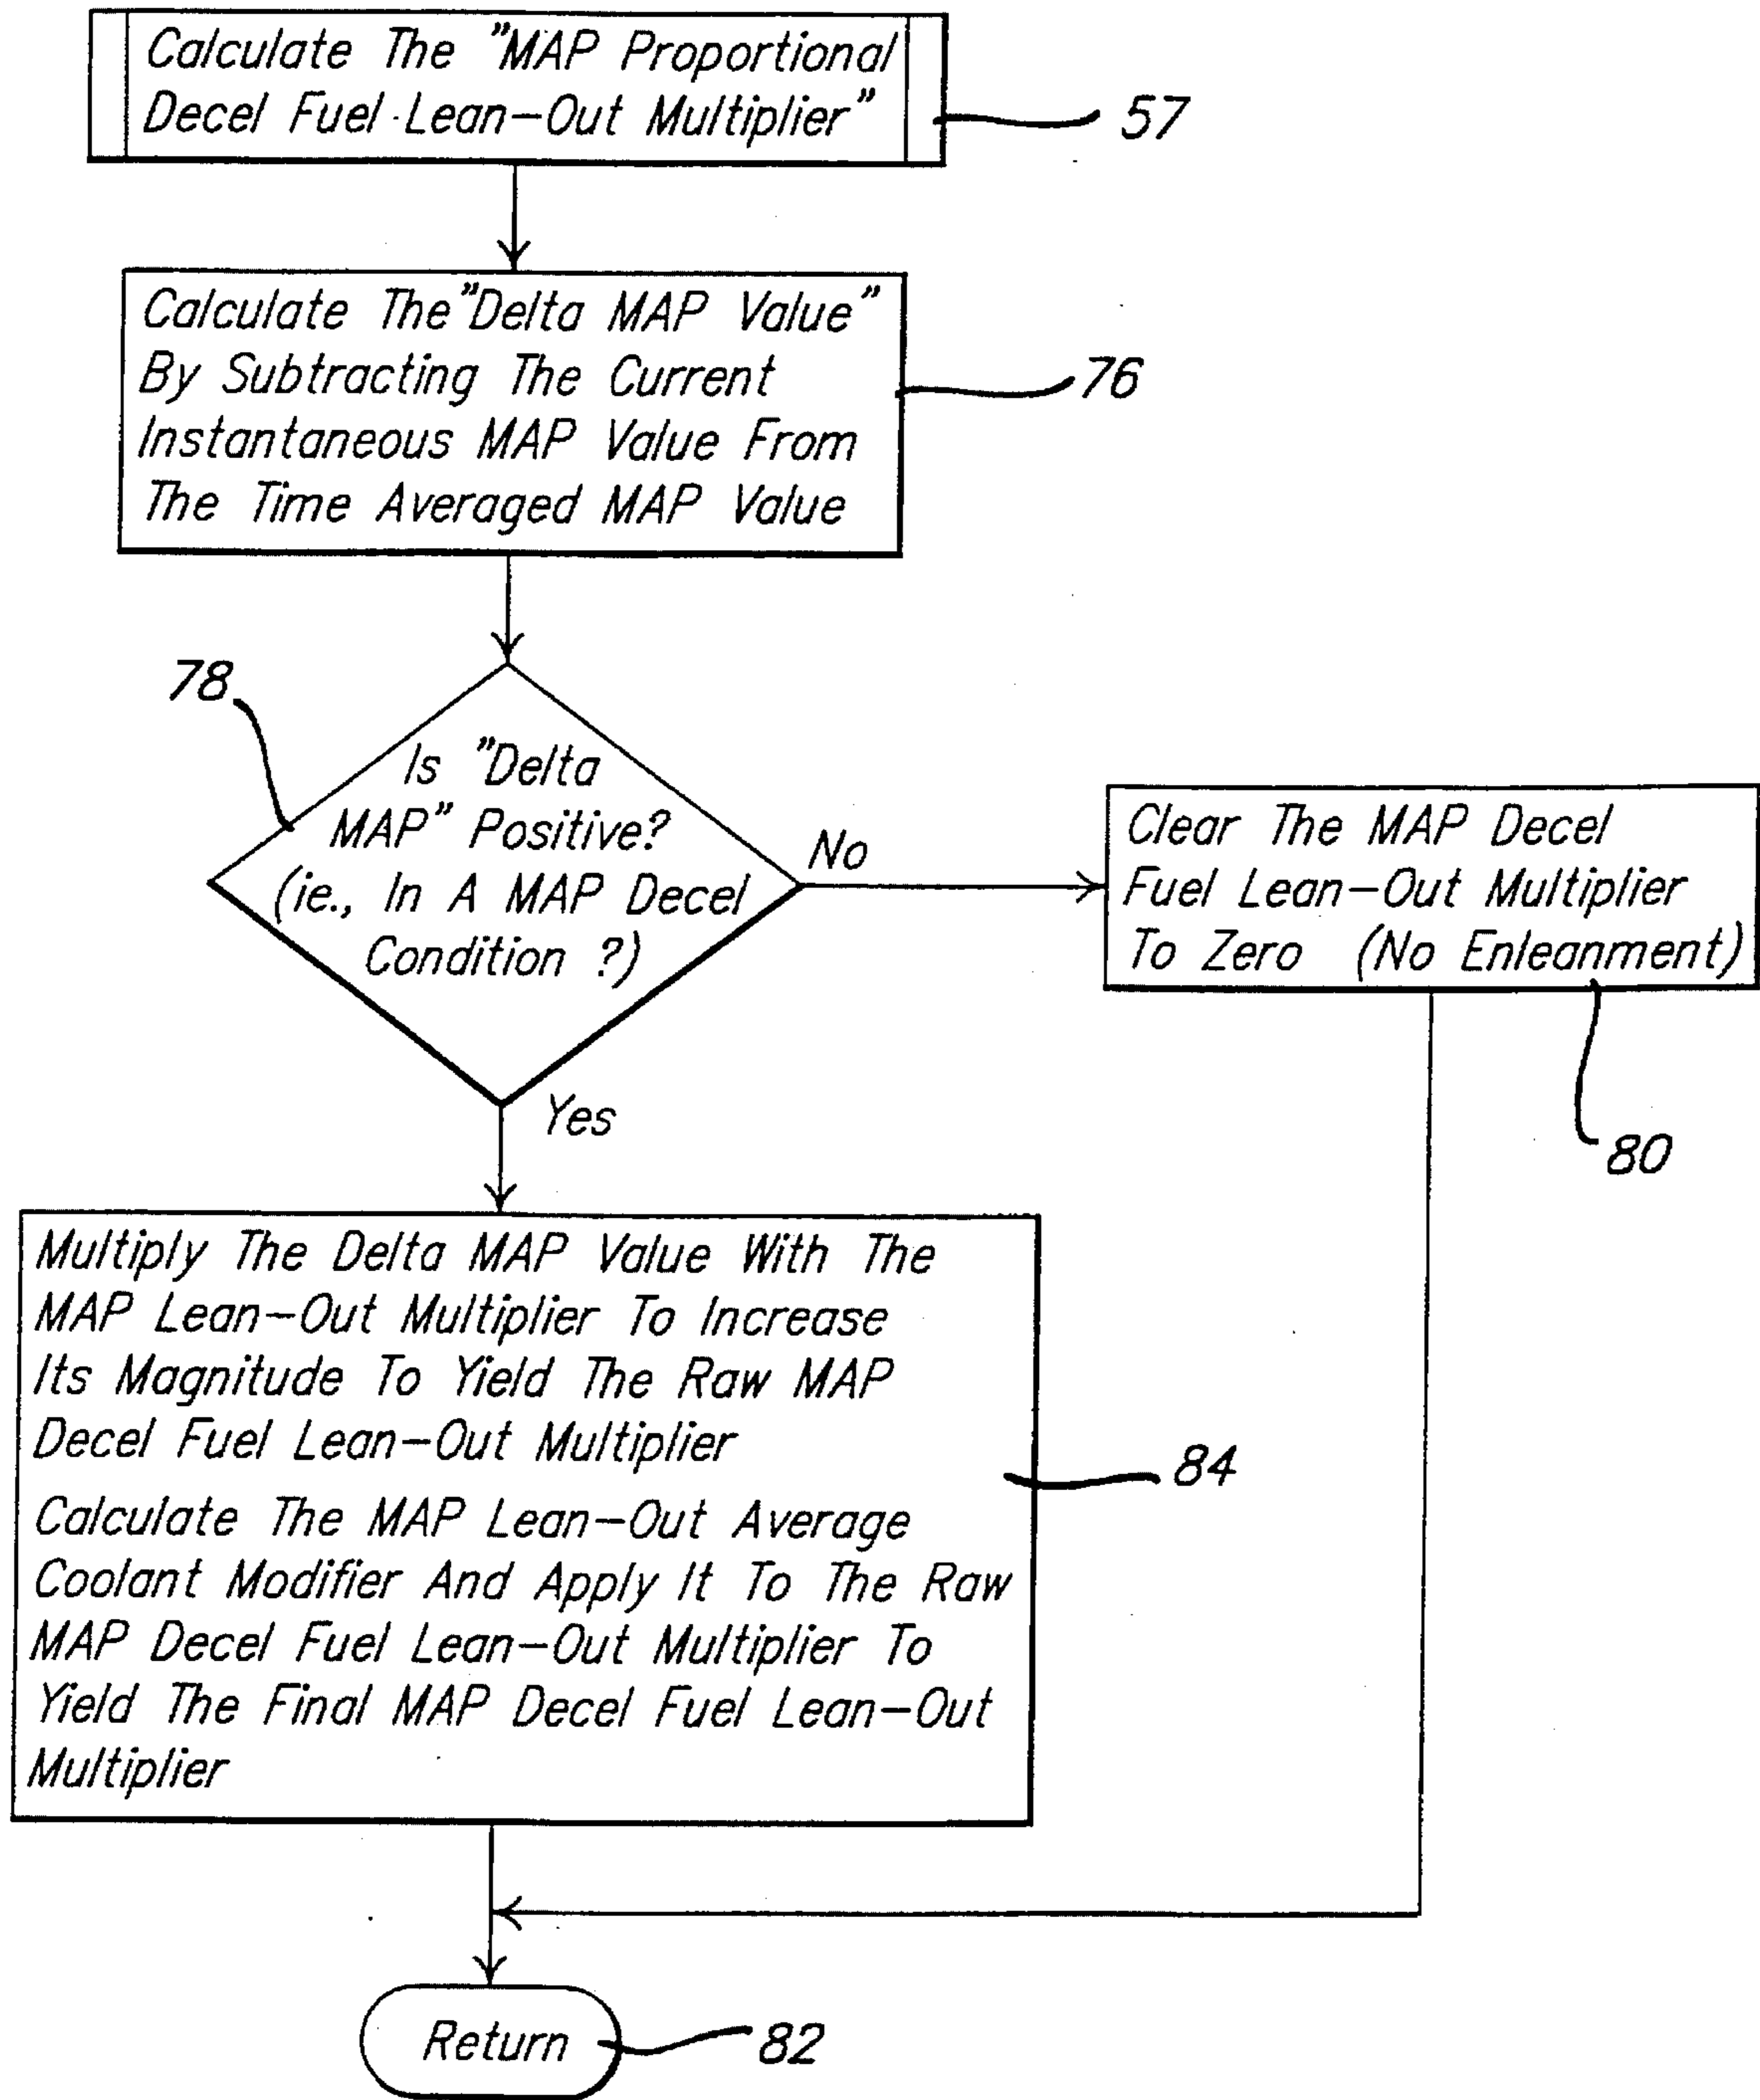 Calculate The "MAP Proportional
Decel Fuel Lean-Out Multiplier"
57
Calculate The "Delta MAP Value"
By Subtracting The Current
Instantaneous MAP Value From
The Time Averaged MAP Value
76
78
Is "Delta
MAP" Positive?
(ie., In A MAP Decel
Condition ?)
No
Clear The MAP Decel
Fuel Lean-Out Multiplier
To Zero (No Enleanment)
80
Yes
Multiply The Delta MAP Value With The
MAP Lean-Out Multiplier To Increase
Its Magnitude To Yield The Raw MAP
Decel Fuel Lean-Out Multiplier
Calculate The MAP Lean-Out Average
Coolant Modifier And Apply It To The Raw
MAP Decel Fuel Lean-Out Multiplier To
Yield The Final MAP Decel Fuel Lean-Out
Multiplier
84
Return
82